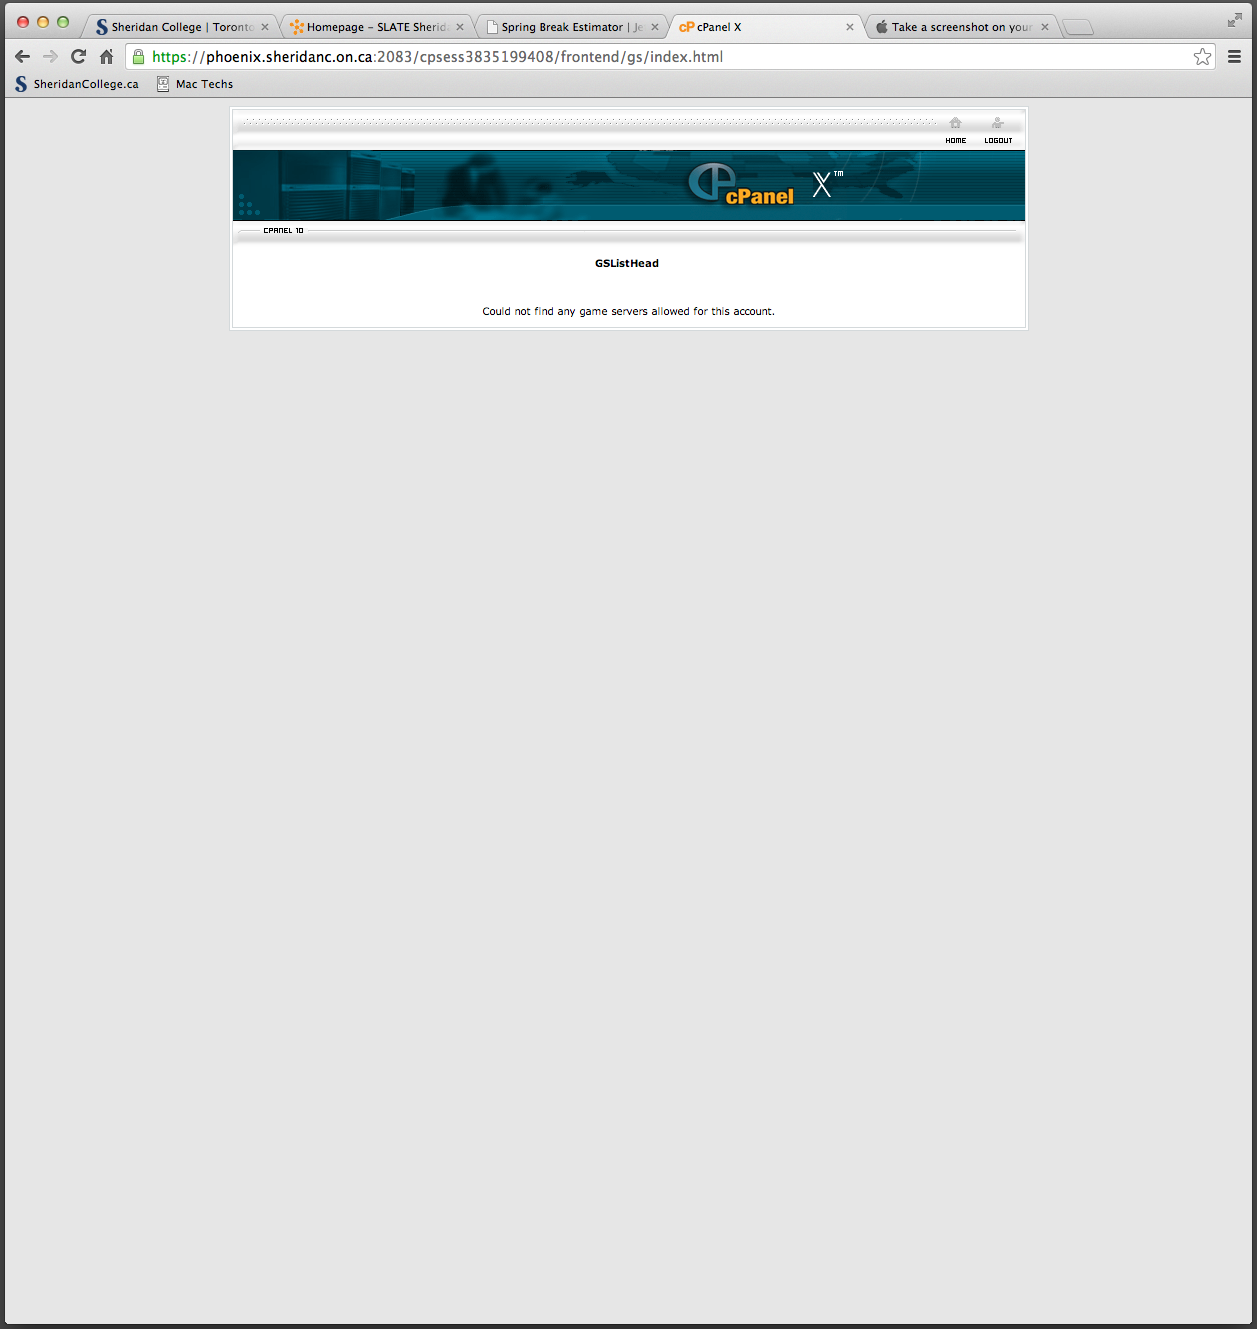 Sheridan College | Toronto
Homepage – SLATE Sherida
Spring Break Estimator | Je
cP cPanel X
Take a screenshot on your
https://phoenix.sheridanc.on.ca:2083/cpsess3835199408/frontend/gs/index.html
S SheridanCollege.ca
Mac Techs
HOME
LOGOUT
cPanel X™
CPANEL 10
GSListHead
Could not find any game servers allowed for this account.